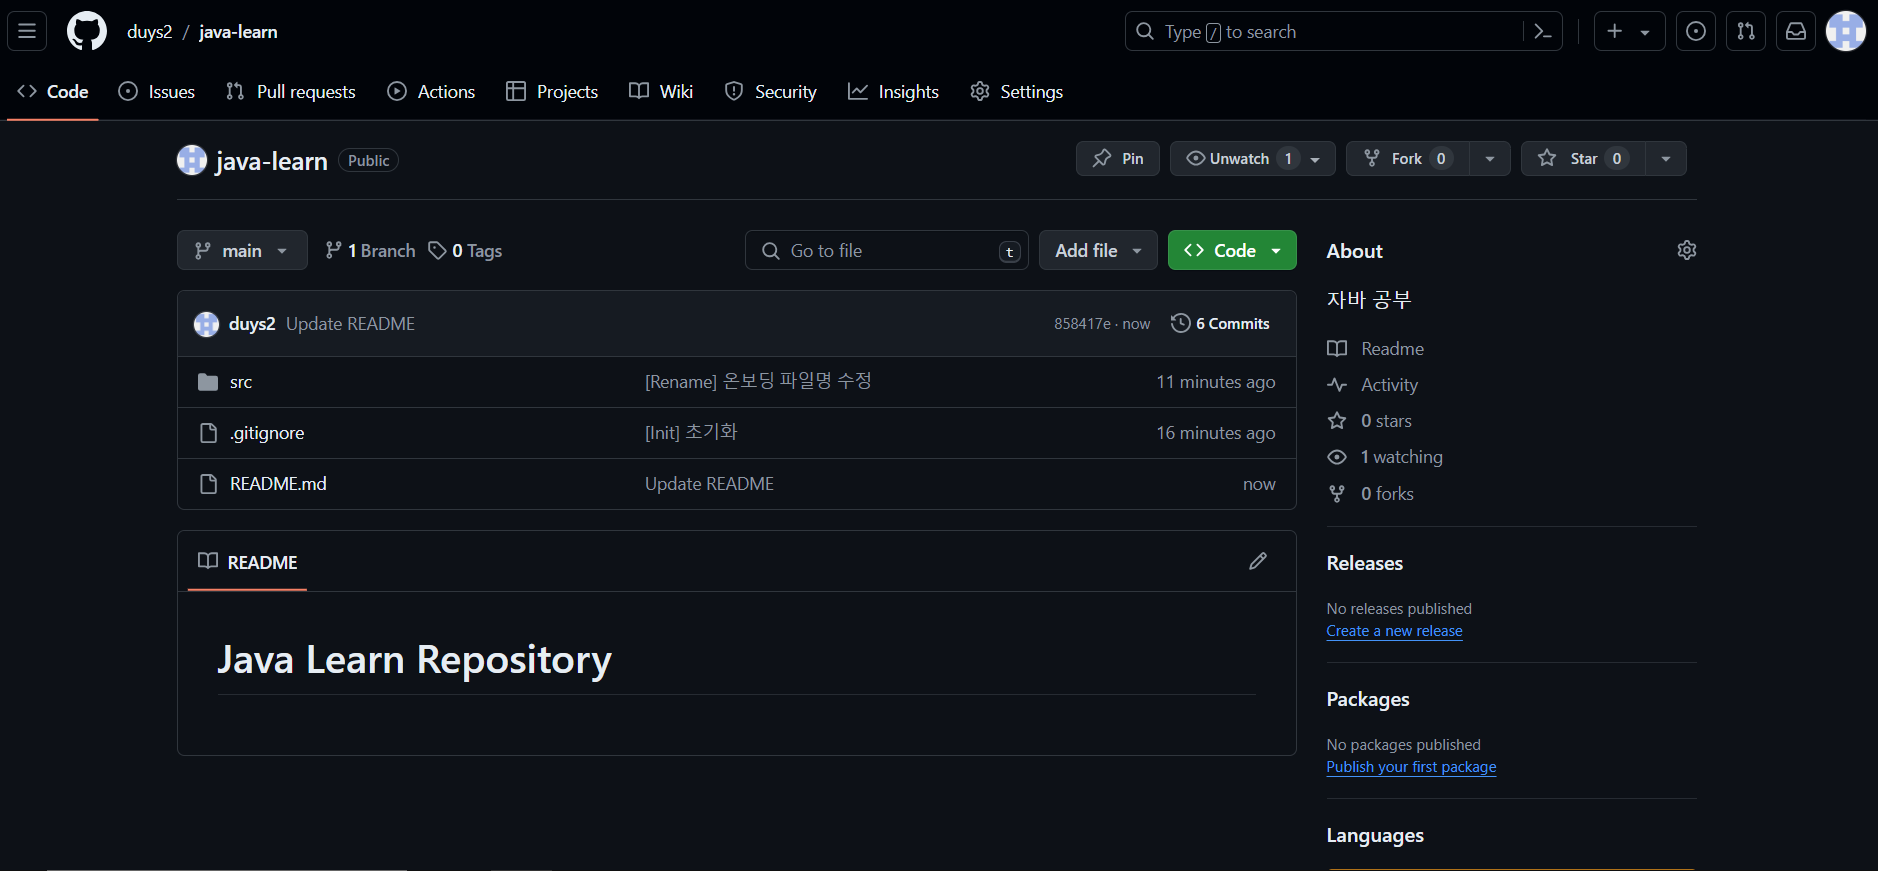 duys2 / java-learn
Type / to search
Code Issues Pull requests Actions Projects Wiki Security Insights Settings
java-learn Public
Pin Unwatch 1 Fork 0 Star 0
main 1 Branch 0 Tags
Go to file t Add file Code
duys2 Update README 858417e · now 6 Commits
src [Rename] 온보딩 파일명 수정 11 minutes ago
.gitignore [Init] 초기화 16 minutes ago
README.md Update README now
README
Java Learn Repository
About
자바 공부
Readme
Activity
0 stars
1 watching
0 forks
Releases
No releases published
Create a new release
Packages
No packages published
Publish your first package
Languages